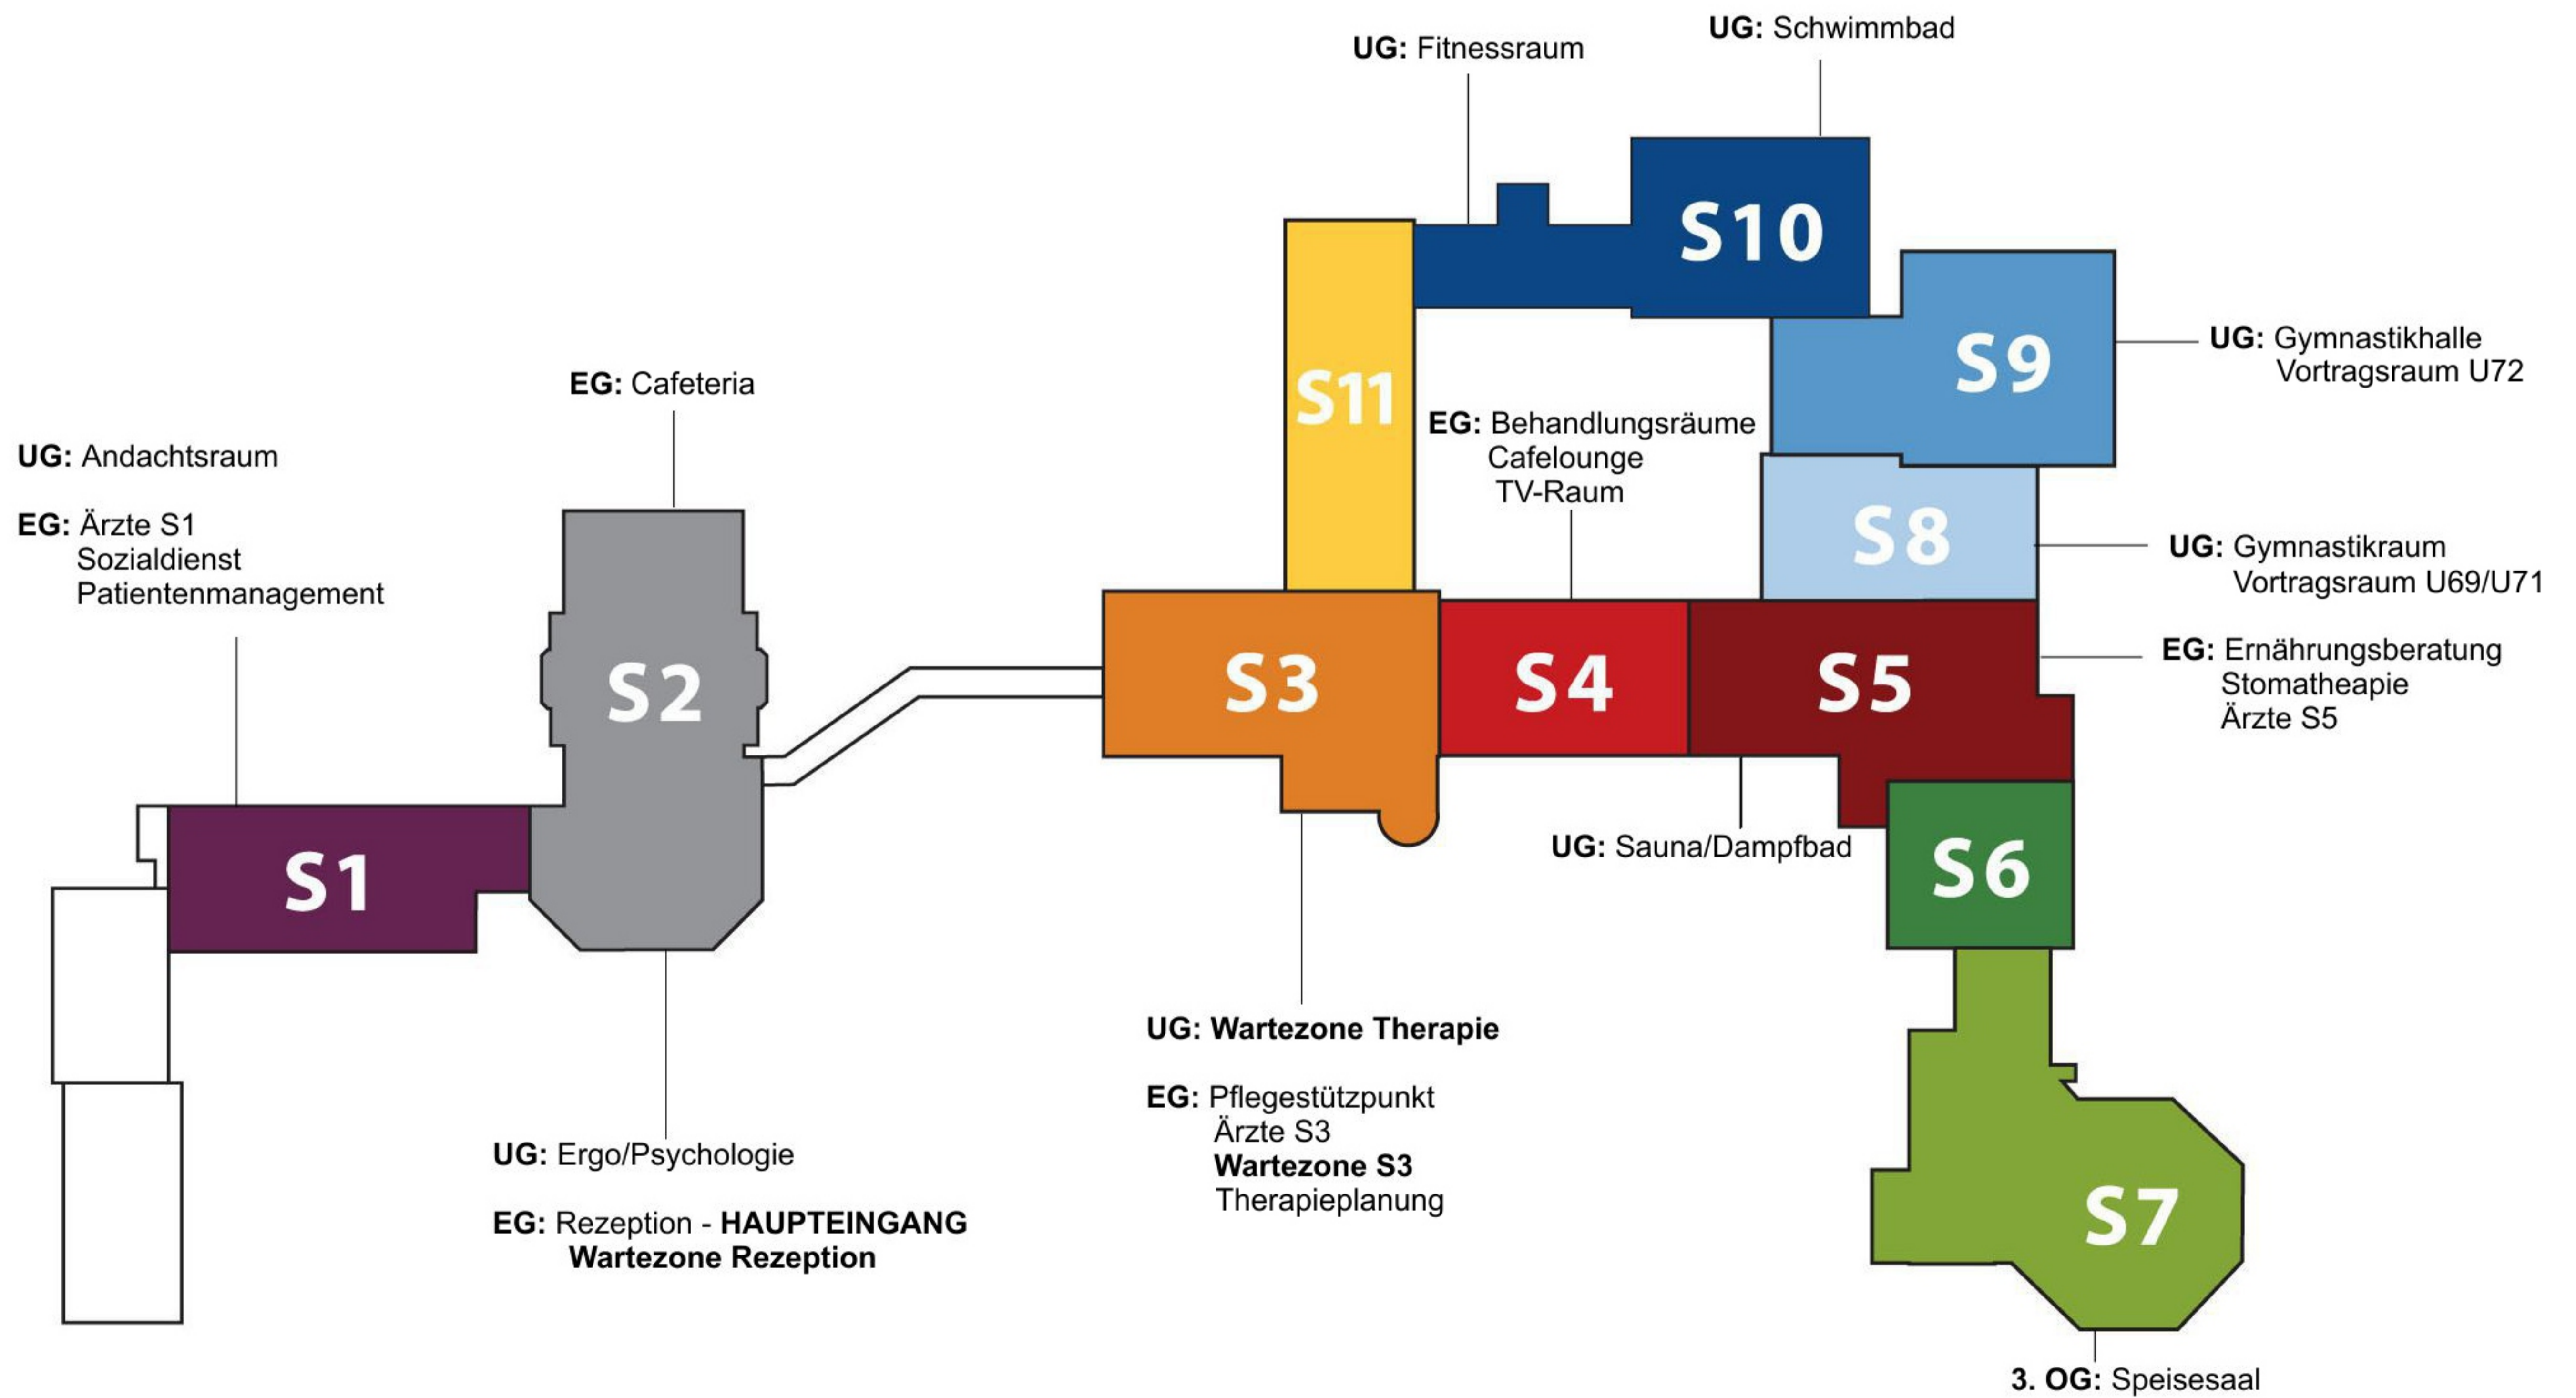 UG: Schwimmbad
UG: Fitnessraum
S10
S11
S9
UG: Gymnastikhalle
Vortragsraum U72
EG: Cafeteria
EG: Behandlungsräume
Cafelounge
TV-Raum
UG: Andachtsraum
EG: Ärzte S1
Sozialdienst
Patientenmanagement
S8
UG: Gymnastikraum
Vortragsraum U69/U71
S2
S3
S4
S5
EG: Ernährungsberatung
Stomatheapie
Ärzte S5
S1
UG: Sauna/Dampfbad
S6
UG: Wartezone Therapie
EG: Pflegestützpunkt
Ärzte S3
Wartezone S3
Therapieplanung
UG: Ergo/Psychologie
EG: Rezeption - HAUPTEINGANG
Wartezone Rezeption
S7
3. OG: Speisesaal